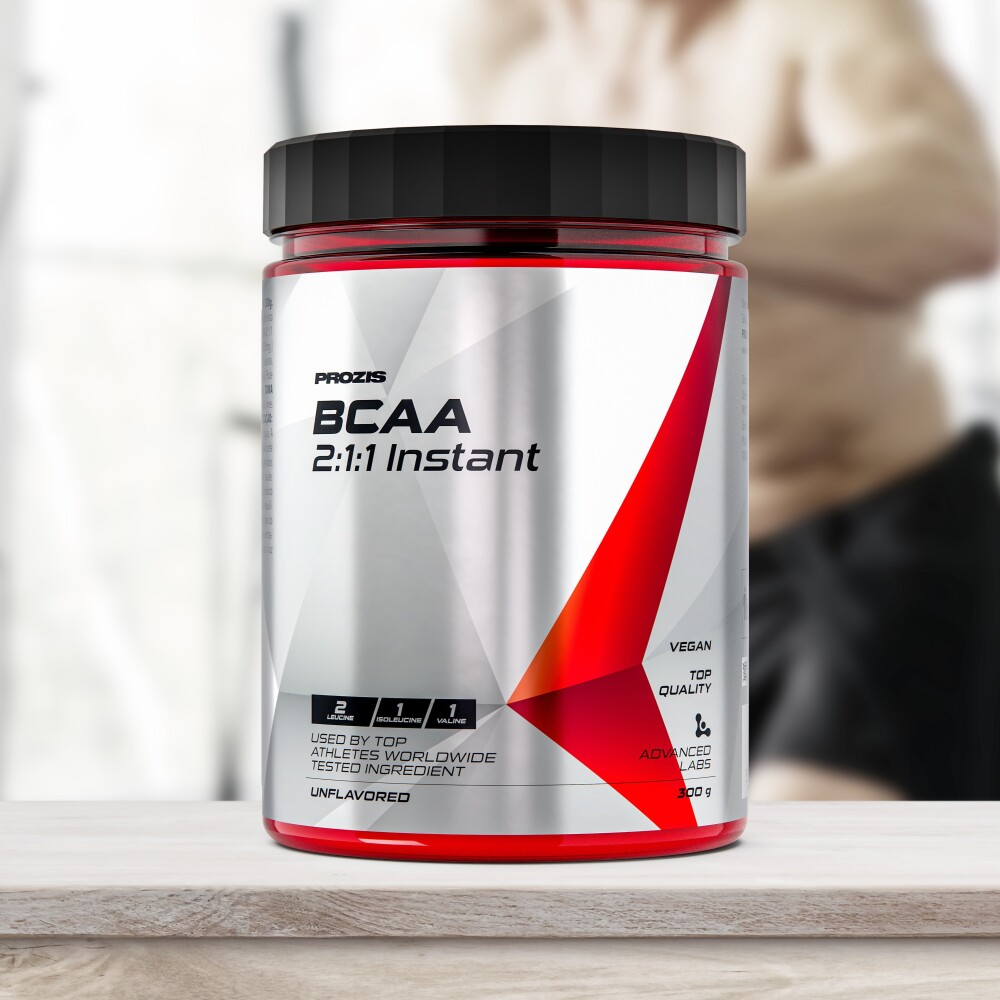 PROZIS
BCAA
2:1:1 Instant
2 1 1
LEUCINE ISOLEUCINE VALINE
USED BY TOP
ATHLETES WORLDWIDE
TESTED INGREDIENT
UNFLAVORED
VEGAN
TOP
QUALITY
ADVANCED
LABS
300 g